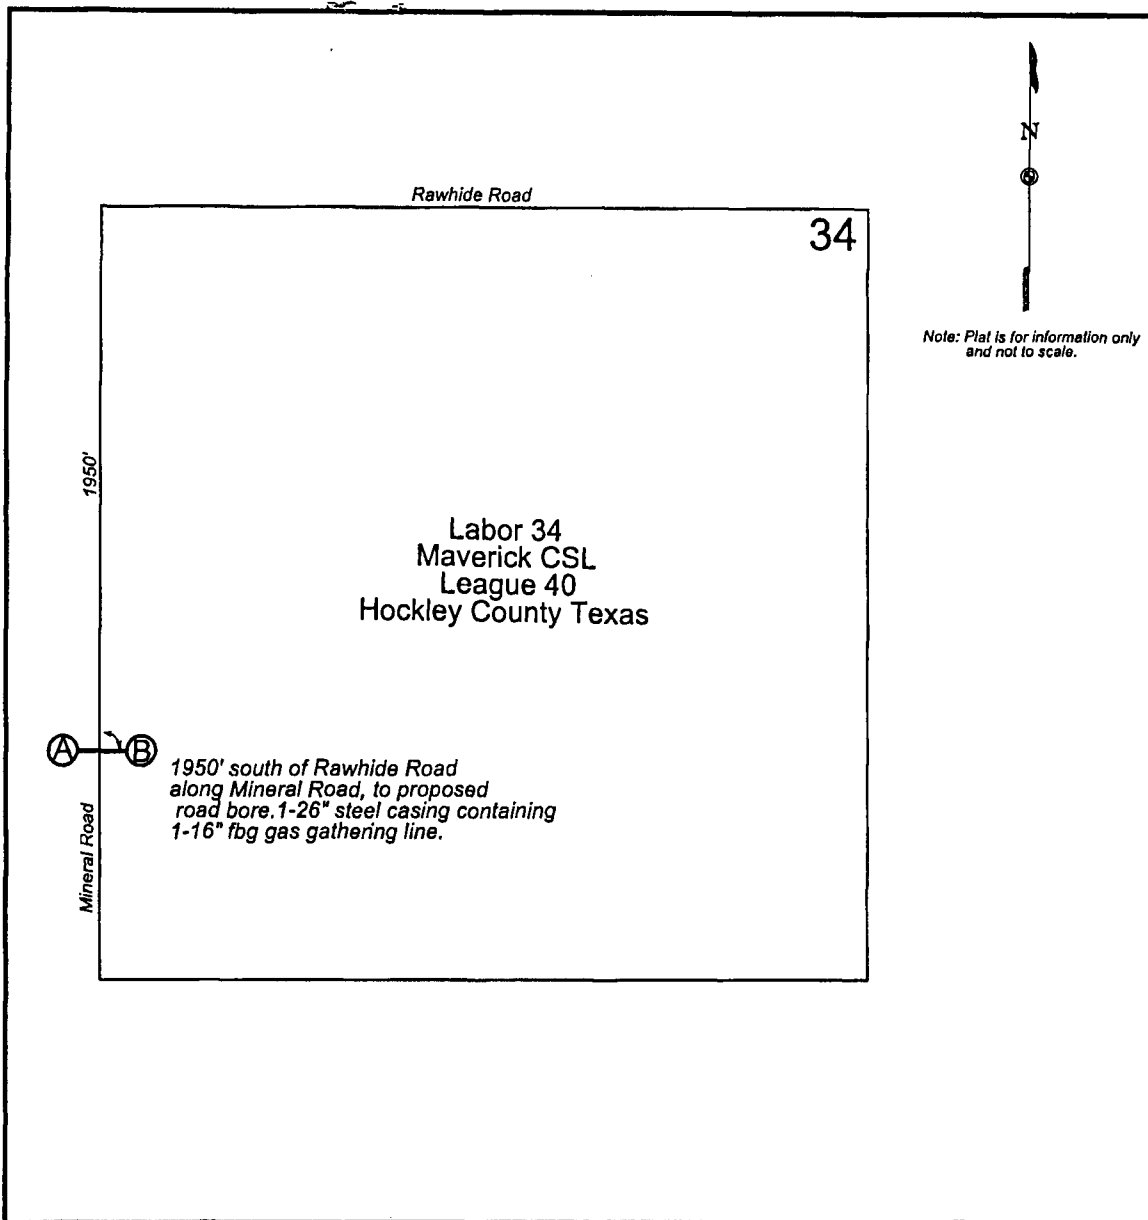 N
Rawhide Road
34
Note: Plat is for information only
and not to scale.
1950'
Labor 34
Maverick CSL
League 40
Hockley County Texas
A
B
1950' south of Rawhide Road
along Mineral Road, to proposed
road bore. 1-26" steel casing containing
1-16" fbg gas gathering line.
Mineral Road